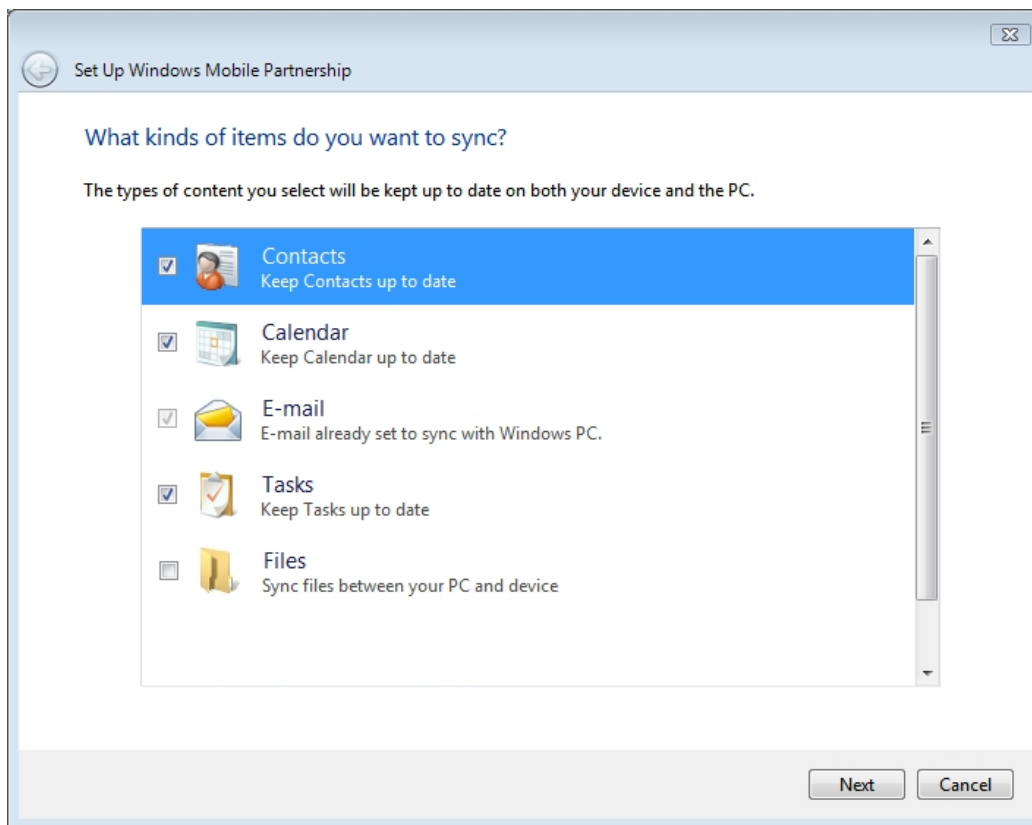 Set Up Windows Mobile Partnership
What kinds of items do you want to sync?
The types of content you select will be kept up to date on both your device and the PC.
Contacts
Keep Contacts up to date
Calendar
Keep Calendar up to date
E-mail
E-mail already set to sync with Windows PC.
Tasks
Keep Tasks up to date
Files
Sync files between your PC and device
Next Cancel